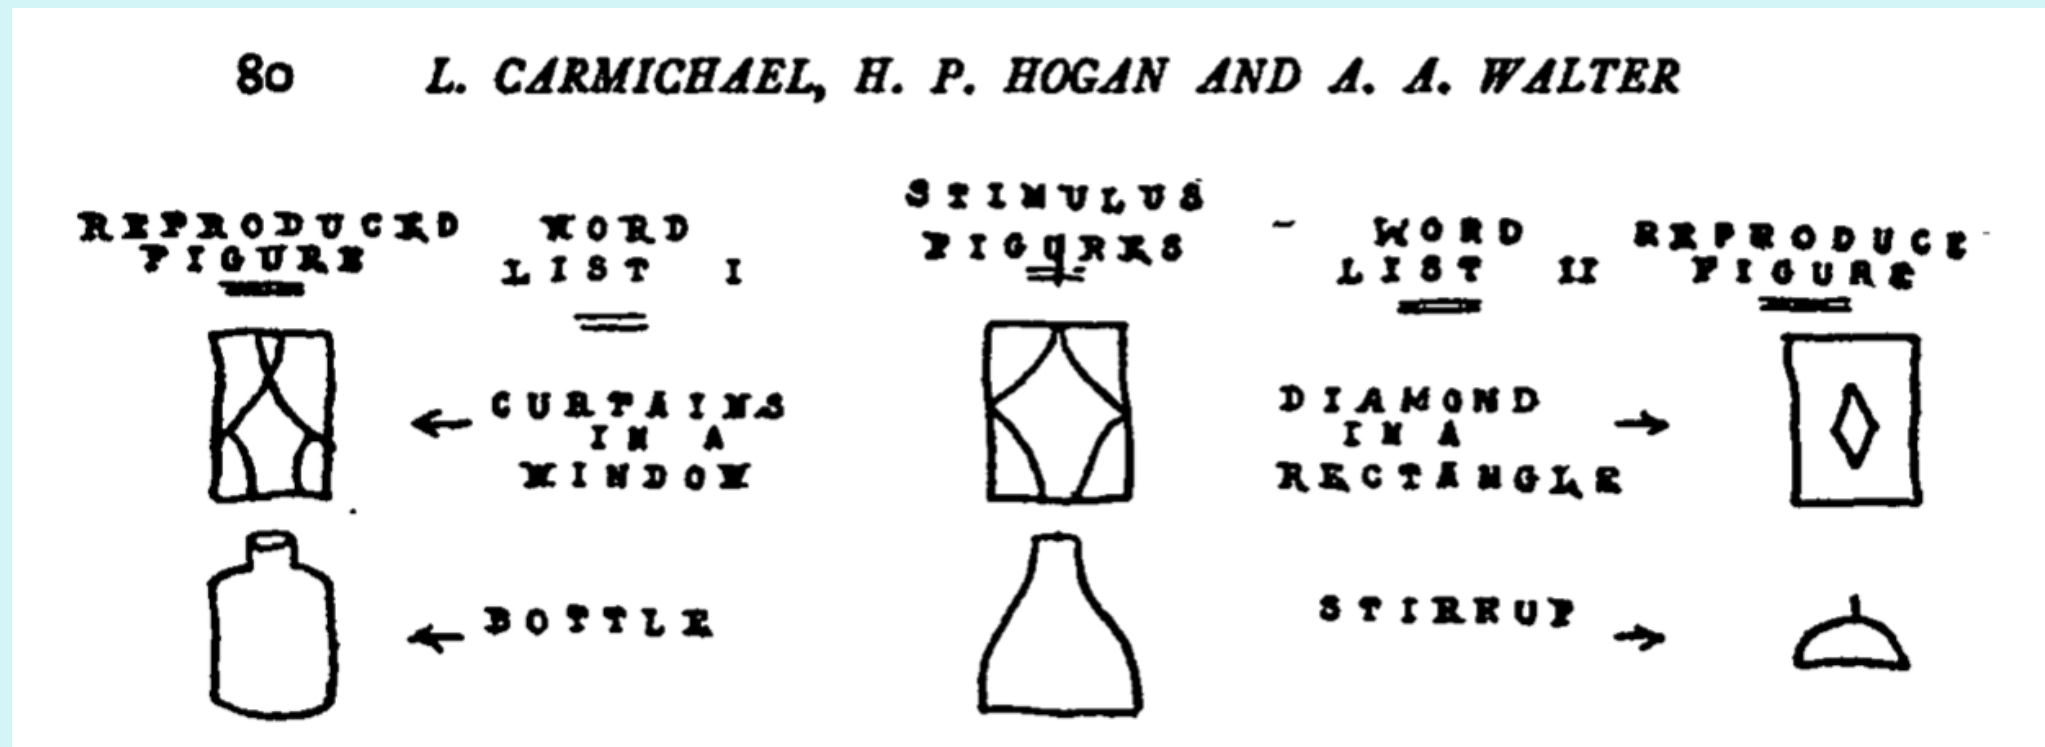 80 L. CARMICHAEL, H. P. HOGAN AND A. A. WALTER
REPRODUCED
FIGURE
WORD
LIST I
STIMULUS
FIGURES
WORD
LIST II
REPRODUCE
FIGURE
CURTAINS
IN A
WINDOW
DIAMOND
IN A
RECTANGLE
BOTTLE
STIRRUP